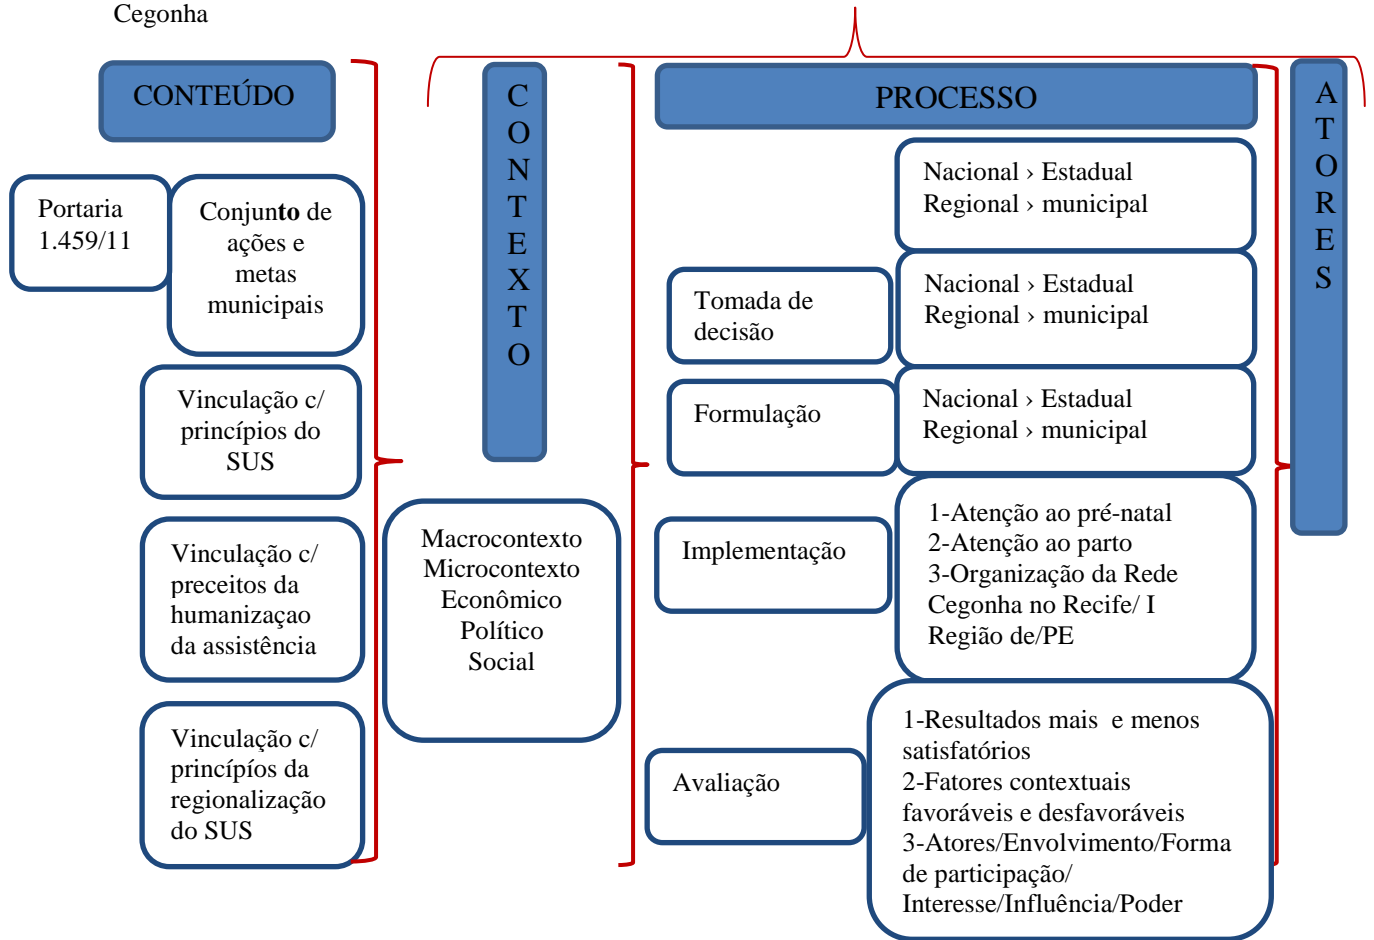 Cegonha
CONTEÚDO
Portaria
1.459/11
Conjunto de
ações e
metas
municipais
Vinculação c/
princípios do
SUS
Vinculação c/
preceitos da
humanizaçao
da assistência
Vinculação c/
princípíos da
regionalização
do SUS
C
O
N
T
E
X
T
O
Macrocontexto
Microcontexto
Econômico
Político
Social
PROCESSO
Nacional › Estadual
Regional › municipal
Tomada de
decisão
Nacional › Estadual
Regional › municipal
Formulação
Nacional › Estadual
Regional › municipal
Implementação
1-Atenção ao pré-natal
2-Atenção ao parto
3-Organização da Rede
Cegonha no Recife/ I
Região de/PE
Avaliação
1-Resultados mais e menos
satisfatórios
2-Fatores contextuais
favoráveis e desfavoráveis
3-Atores/Envolvimento/Forma
de participação/
Interesse/Influência/Poder
A
T
O
R
E
S